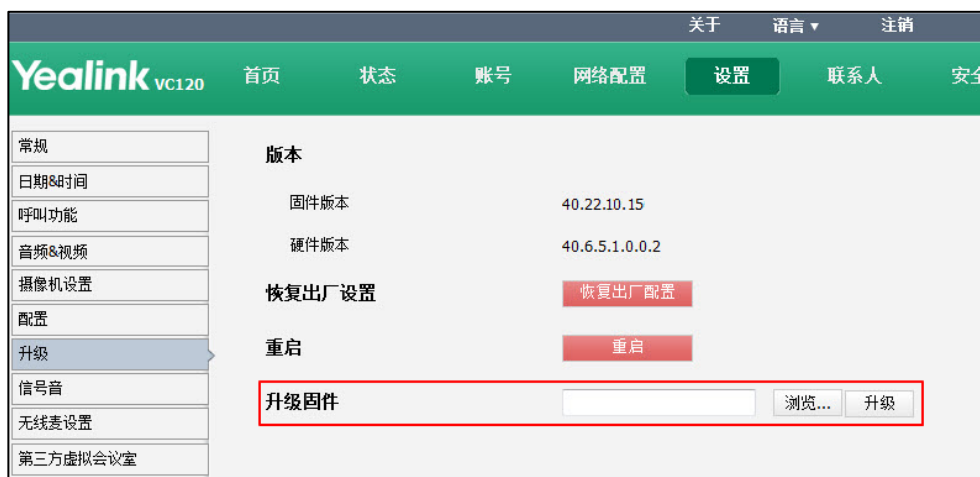 关于 语言▼ 注销
Yealink VC120 首页 状态 账号 网络配置 设置 联系人 安全
常规
日期&时间
呼叫功能
音频&视频
摄像机设置
配置
升级
信号音
无线麦设置
第三方虚拟会议室
版本
固件版本 40.22.10.15
硬件版本 40.6.5.1.0.0.2
恢复出厂设置 恢复出厂配置
重启 重启
升级固件 浏览... 升级